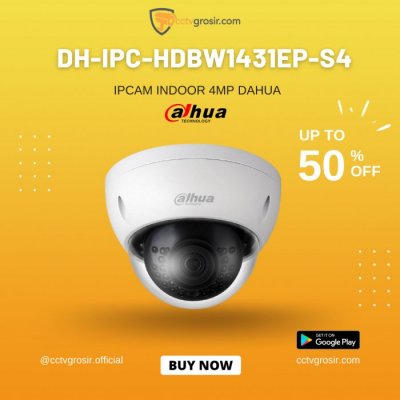 cctvgrosir.com
DH-IPC-HDBW1431EP-S4
IPCAM INDOOR 4MP DAHUA
alhua
TECHNOLOGY
UP TO
50 % OFF
alhua
GET IT ON
Google Play
@cctvgrosir.official
BUY NOW
cctvgrosir.com